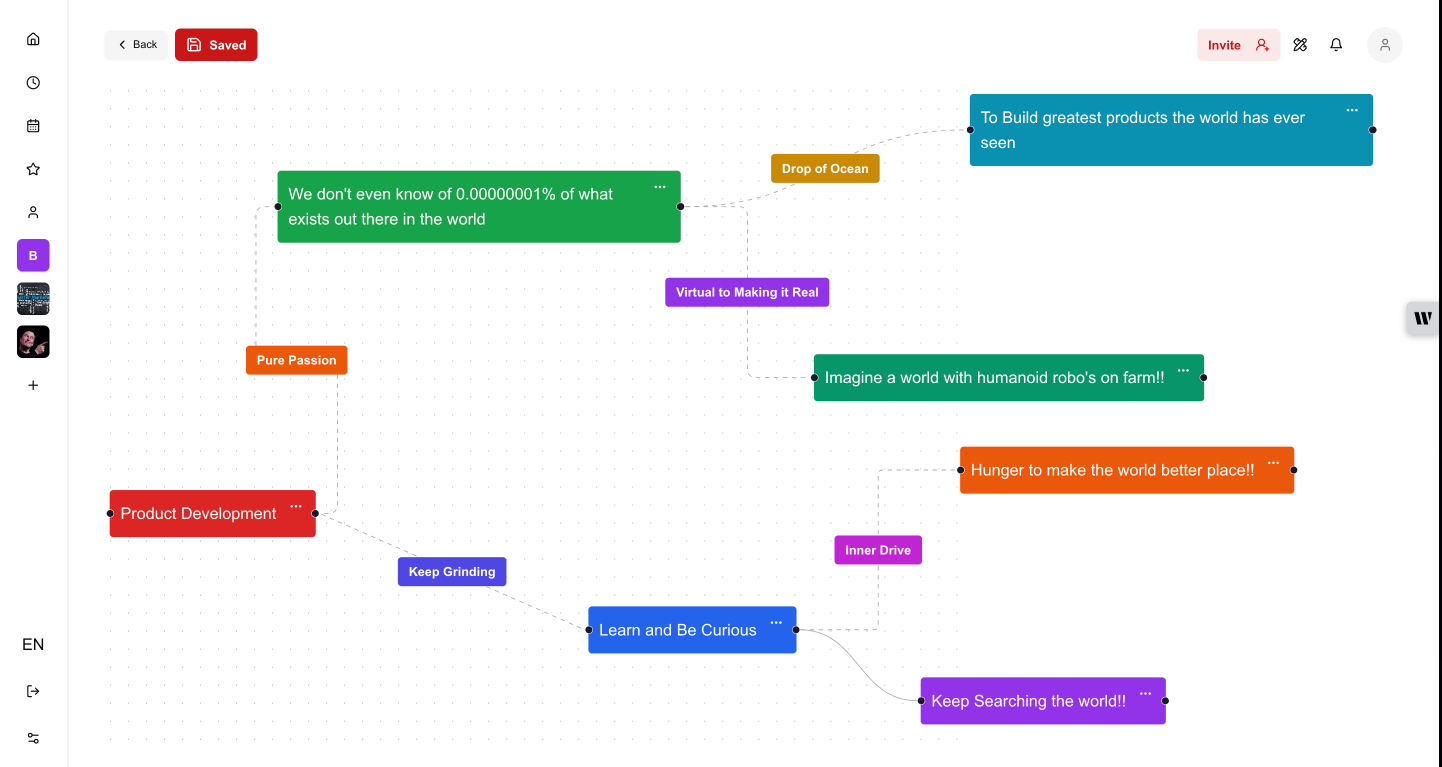 Back
Saved
Invite
To Build greatest products the world has ever
seen
Drop of Ocean
We don't even know of 0.00000001% of what
exists out there in the world
B
Virtual to Making it Real
Pure Passion
Imagine a world with humanoid robo's on farm!!
Hunger to make the world better place!!
Product Development
Inner Drive
Keep Grinding
Learn and Be Curious
EN
Keep Searching the world!!